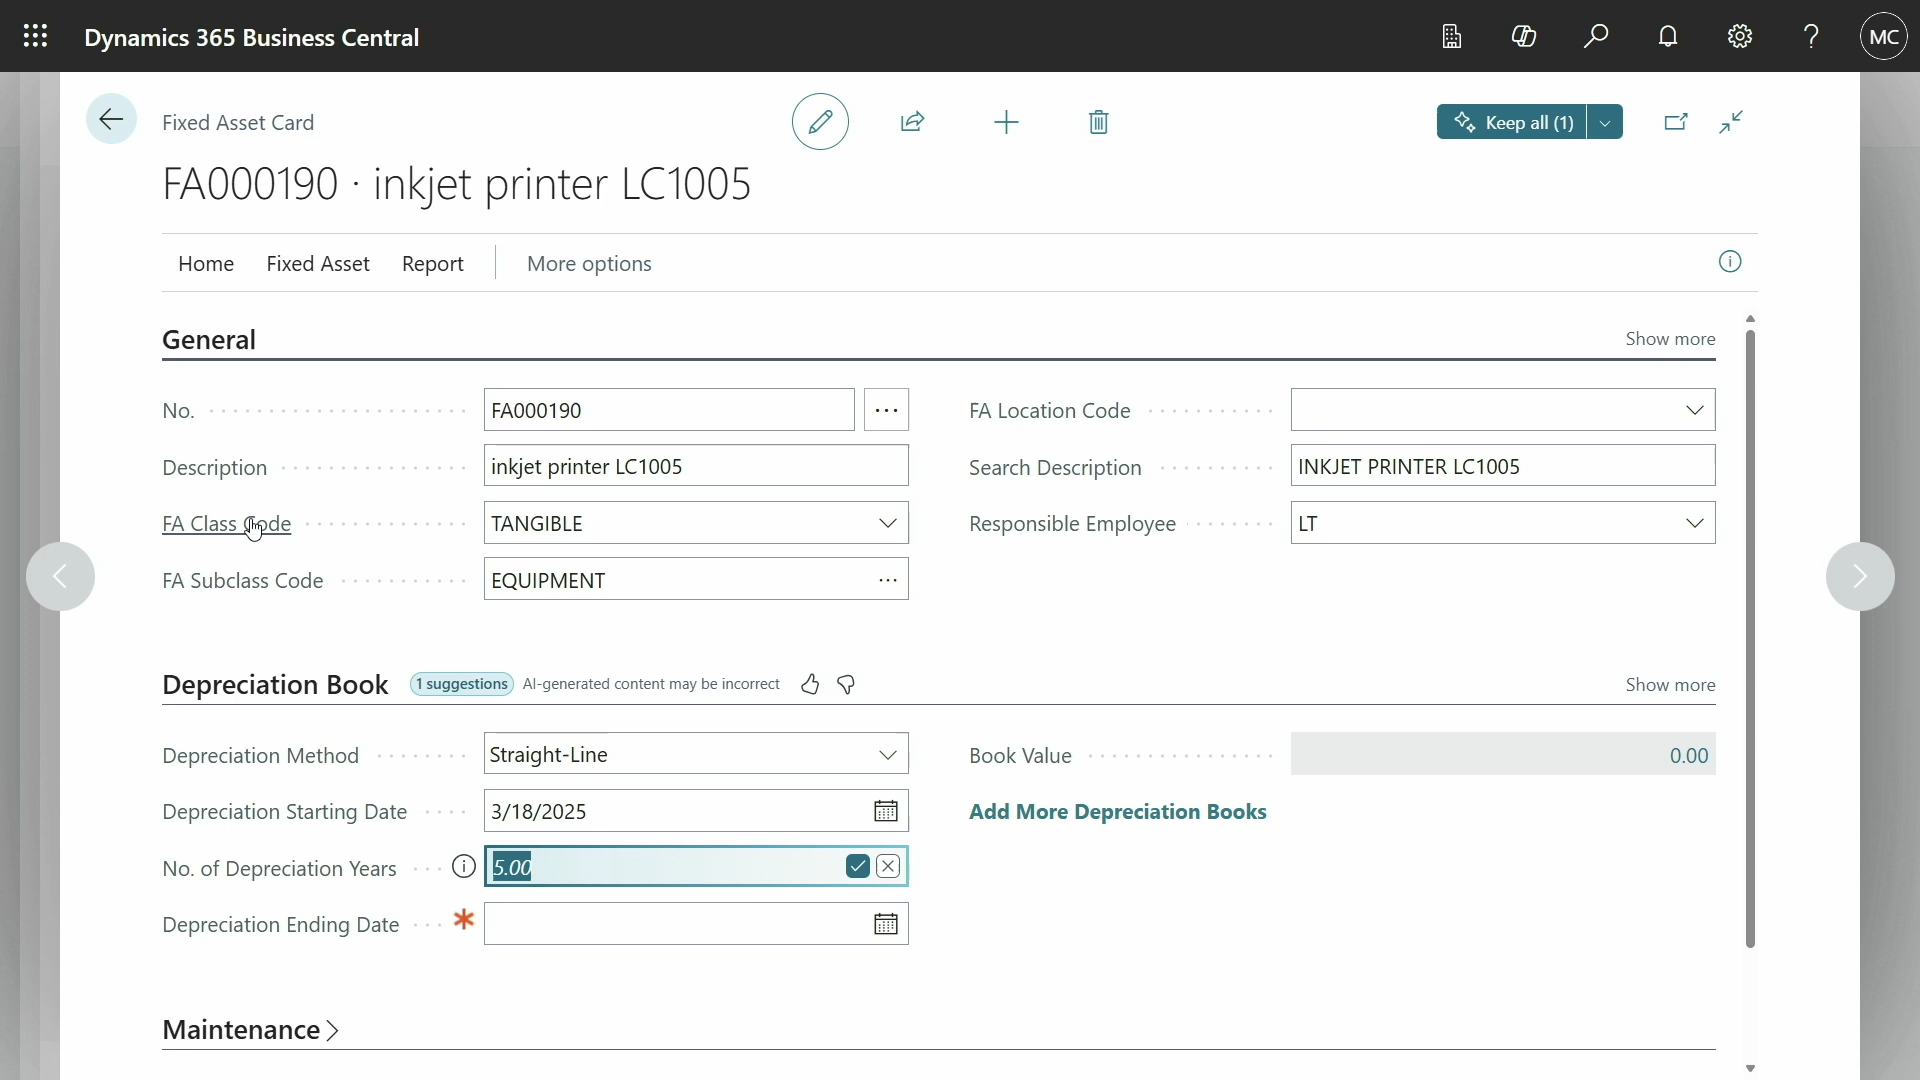 Dynamics 365 Business Central
MC
Fixed Asset Card
Keep all (1)
FA000190 · inkjet printer LC1005
Home Fixed Asset Report More options
General Show more
No. FA000190 FA Location Code
Description inkjet printer LC1005 Search Description INKJET PRINTER LC1005
FA Class Code TANGIBLE Responsible Employee LT
FA Subclass Code EQUIPMENT
Depreciation Book 1 suggestions AI-generated content may be incorrect Show more
Depreciation Method Straight-Line Book Value 0.00
Depreciation Starting Date 3/18/2025 Add More Depreciation Books
No. of Depreciation Years 5.00
Depreciation Ending Date *
Maintenance